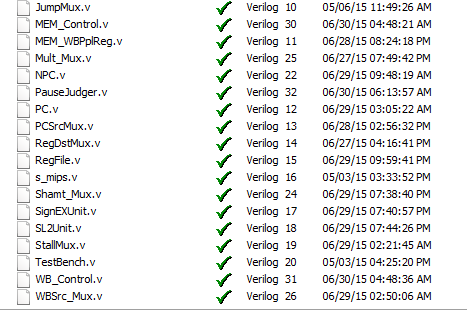 JumpMux.v Verilog 10 05/06/15 11:49:26 AM
MEM_Control.v Verilog 30 06/30/15 04:48:21 AM
MEM_WBPplReg.v Verilog 11 06/28/15 08:24:18 PM
Mult_Mux.v Verilog 25 06/27/15 07:49:42 PM
NPC.v Verilog 22 06/29/15 09:48:19 AM
PauseJudger.v Verilog 32 06/30/15 06:13:57 AM
PC.v Verilog 12 06/29/15 03:05:22 AM
PCSrcMux.v Verilog 13 06/28/15 02:56:32 PM
RegDstMux.v Verilog 14 06/27/15 04:16:41 PM
RegFile.v Verilog 15 06/29/15 09:59:41 PM
s_mips.v Verilog 16 05/03/15 03:33:52 PM
Shamt_Mux.v Verilog 24 06/29/15 07:38:40 PM
SignEXUnit.v Verilog 17 06/29/15 07:40:57 PM
SL2Unit.v Verilog 18 06/29/15 07:44:26 PM
StallMux.v Verilog 19 06/29/15 02:21:45 AM
TestBench.v Verilog 20 05/03/15 04:25:20 PM
WB_Control.v Verilog 31 06/30/15 04:48:36 AM
WBSrc_Mux.v Verilog 26 06/29/15 02:50:06 AM